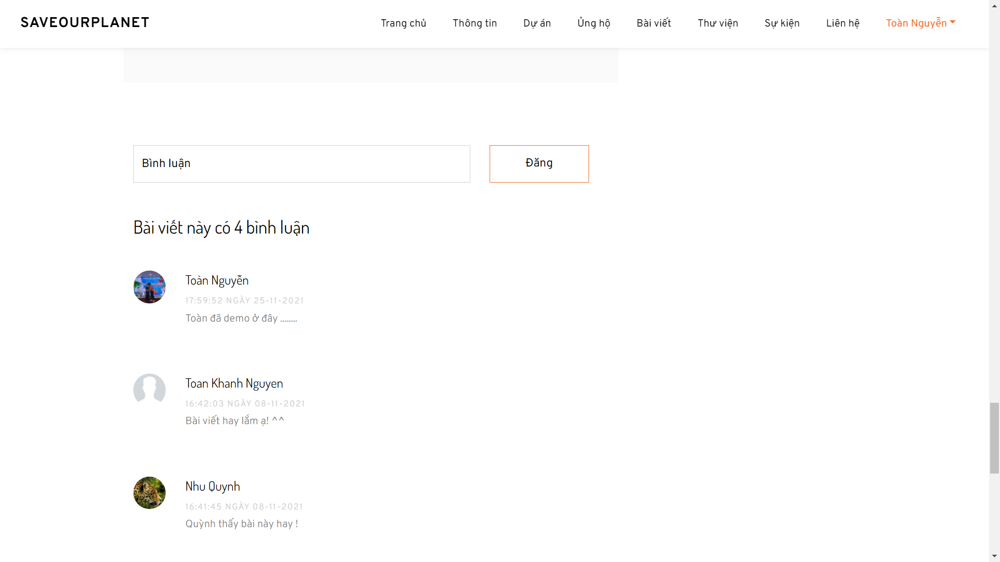 SAVEOURPLANET
Trang chủ Thông tin Dự án Ủng hộ Bài viết Thư viện Sự kiện Liên hệ Toàn Nguyễn
Bình luận
Đăng
Bài viết này có 4 bình luận
Toàn Nguyễn
17:59:52 NGÀY 25-11-2021
Toàn đã demo ở đây ........
Toan Khanh Nguyen
16:42:03 NGÀY 08-11-2021
Bài viết hay lắm ạ! ^^
Nhu Quynh
16:41:45 NGÀY 08-11-2021
Quỳnh thấy bài này hay !